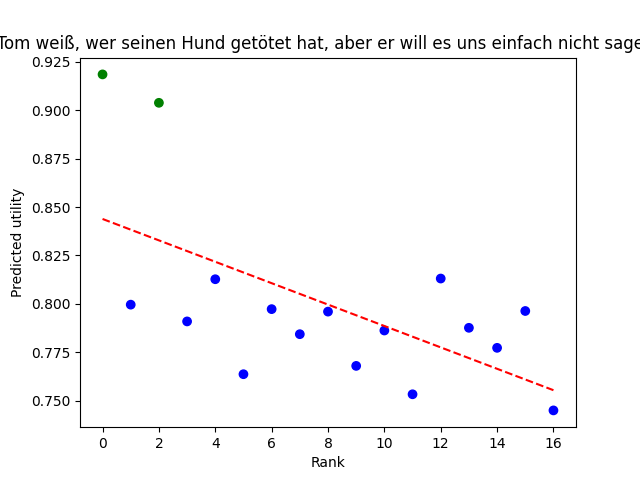 Tom weiß, wer seinen Hund getötet hat, aber er will es uns einfach nicht sage
0.925
0.900
0.875
0.850
0.825
0.800
0.775
0.750
Predicted utility
0 2 4 6 8 10 12 14 16
Rank